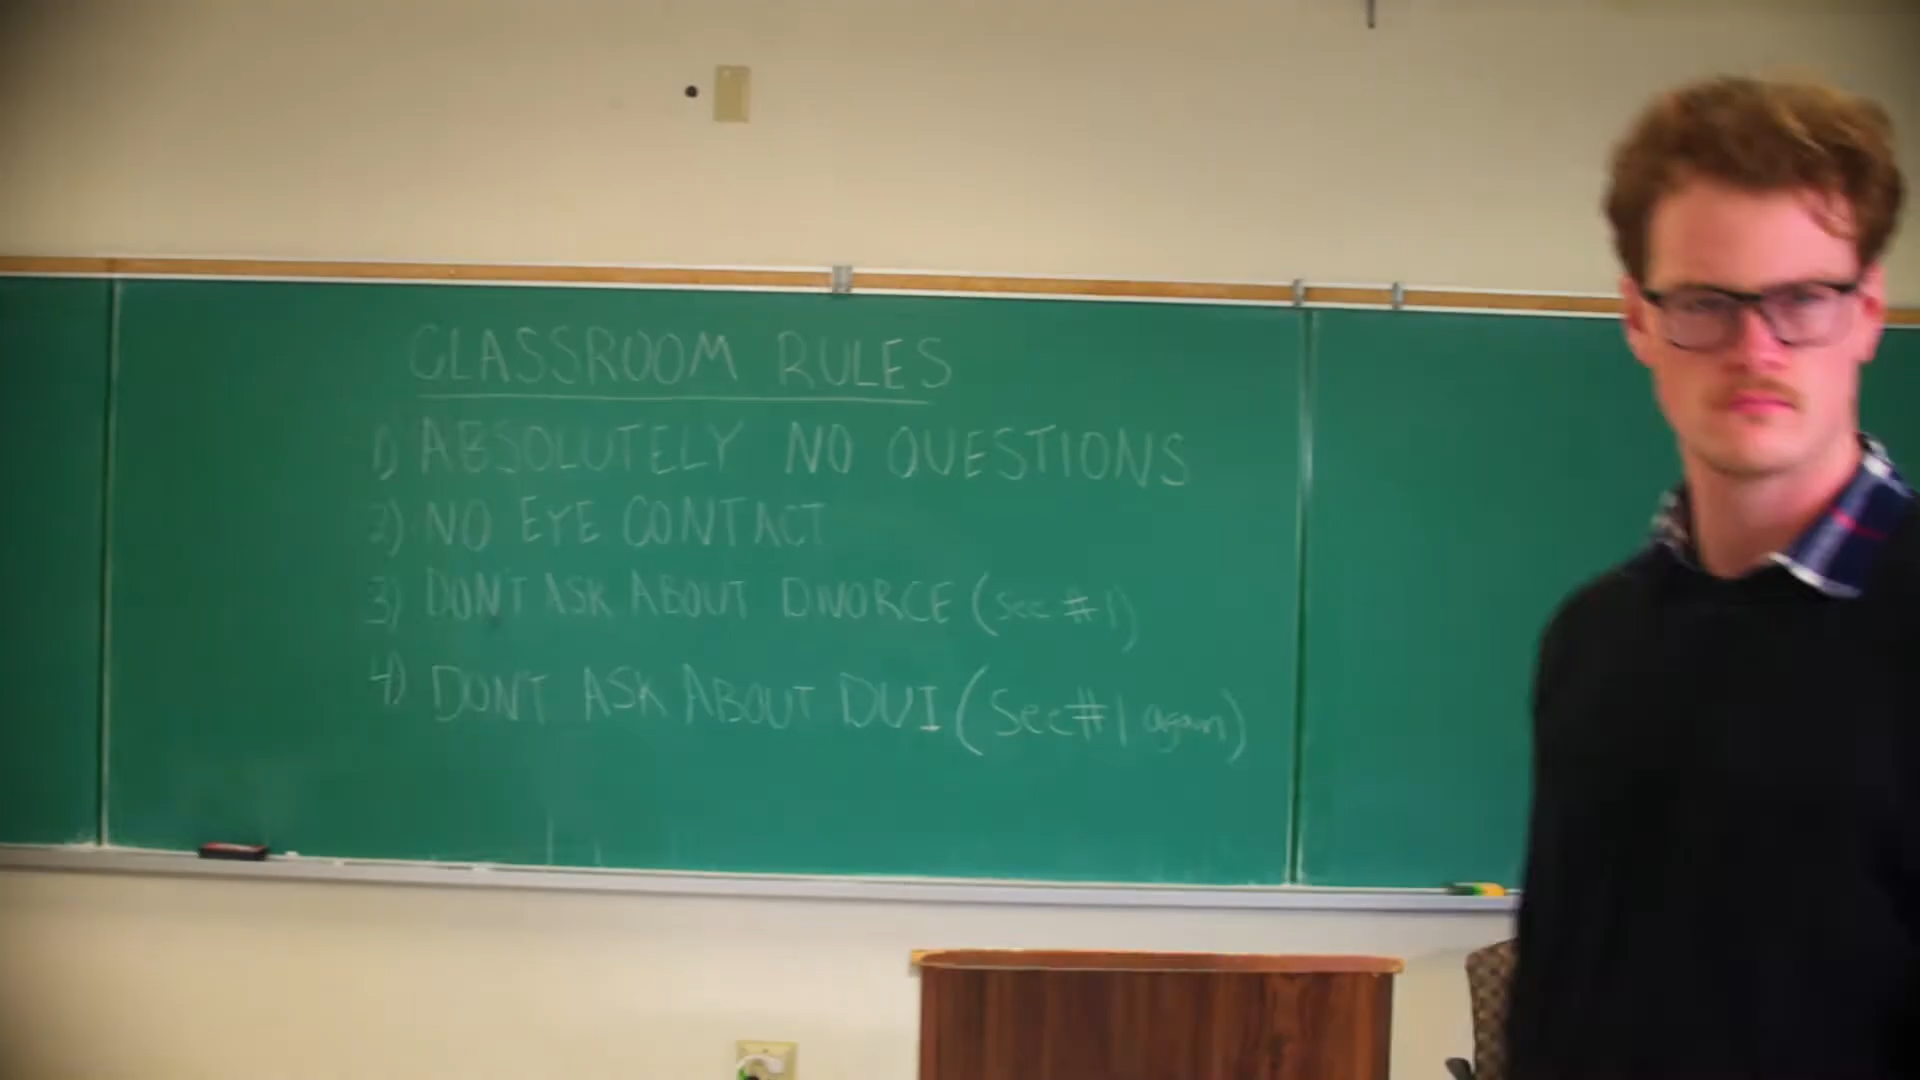 CLASSROOM RULES
1) ABSOLUTELY NO QUESTIONS
2) NO EYE CONTACT
3) DON'T ASK ABOUT DIVORCE (see #1)
4) DON'T ASK ABOUT DUI (See #1 again)